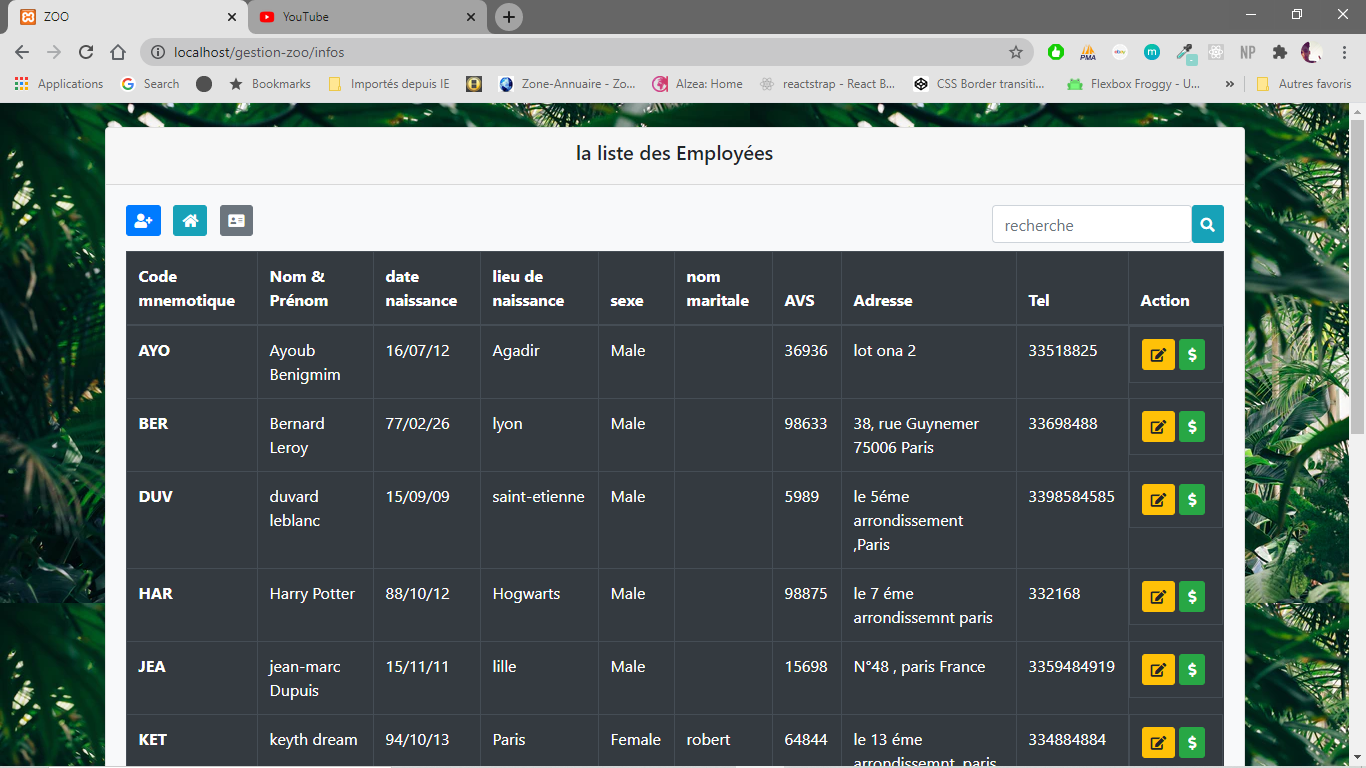 ZOO
YouTube
localhost/gestion-zoo/infos
PMA
ebay
m
NP
Applications
Search
Bookmarks
Importés depuis IE
Zone-Annuaire - Zo...
Alzea: Home
reactstrap - React B...
CSS Border transiti...
Flexbox Froggy - U...
»
Autres favoris
la liste des Employées
recherche
Code mnemotique Nom & Prénom date naissance lieu de naissance sexe nom maritale AVS Adresse Tel Action
AYO Ayoub Benigmim 16/07/12 Agadir Male 36936 lot ona 2 33518825 $
BER Bernard Leroy 77/02/26 lyon Male 98633 38, rue Guynemer 75006 Paris 33698488 $
DUV duvard leblanc 15/09/09 saint-etienne Male 5989 le 5éme arrondissement ,Paris 3398584585 $
HAR Harry Potter 88/10/12 Hogwarts Male 98875 le 7 éme arrondissemnt paris 332168 $
JEA jean-marc Dupuis 15/11/11 lille Male 15698 N°48 , paris France 3359484919 $
KET keyth dream 94/10/13 Paris Female robert 64844 le 13 éme arrondissemnt, paris 334884884 $